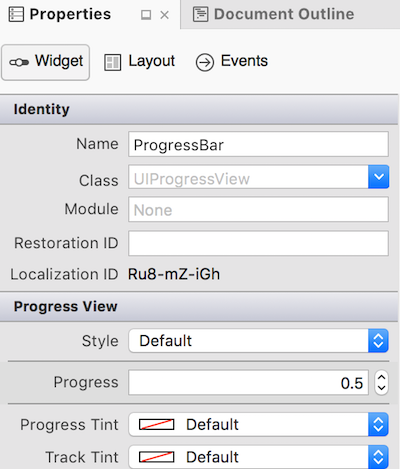 Properties
Document Outline
Widget
Layout
Events
Identity
Name ProgressBar
Class UIProgressView
Module None
Restoration ID
Localization ID Ru8-mZ-iGh
Progress View
Style Default
Progress 0.5
Progress Tint Default
Track Tint Default